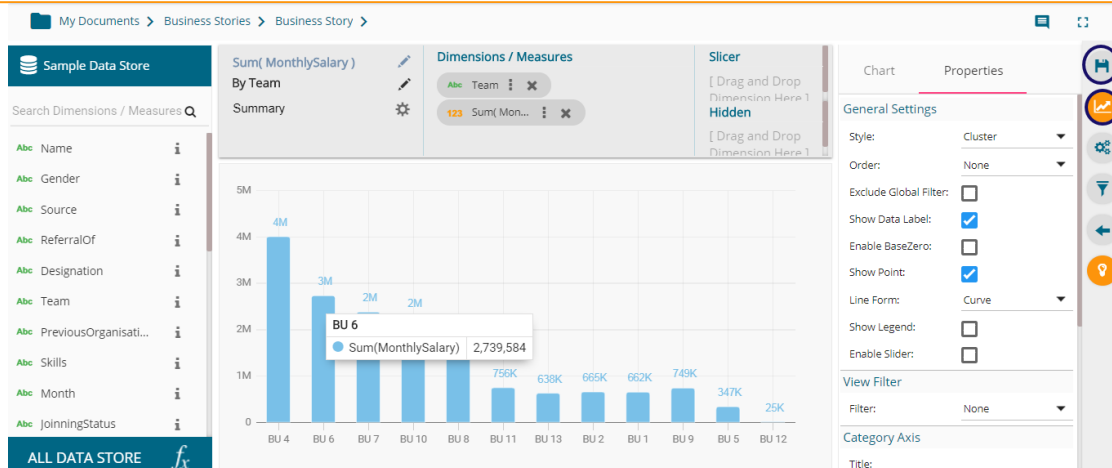 My Documents > Business Stories > Business Story >
Sample Data Store
Search Dimensions / Measures
Abc Name i
Abc Gender i
Abc Source i
Abc ReferralOf i
Abc Designation i
Abc Team i
Abc PreviousOrganisati... i
Abc Skills i
Abc Month i
Abc JoinningStatus i
ALL DATA STORE fx
Sum( MonthlySalary )
By Team
Summary
Dimensions / Measures
Abc Team
123 Sum( Mon...
Slicer
[ Drag and Drop
Dimension Here ]
Hidden
[ Drag and Drop
Dimension Here ]
5M
4M
3M
2M
1M
0
4M
3M
2M
2M
756K
638K
665K
662K
749K
347K
25K
BU 6
Sum(MonthlySalary) 2,739,584
BU 4 BU 6 BU 7 BU 10 BU 8 BU 11 BU 13 BU 2 BU 1 BU 9 BU 5 BU 12
Chart Properties
General Settings
Style: Cluster
Order: None
Exclude Global Filter:
Show Data Label:
Enable BaseZero:
Show Point:
Line Form: Curve
Show Legend:
Enable Slider:
View Filter
Filter: None
Category Axis
Title: